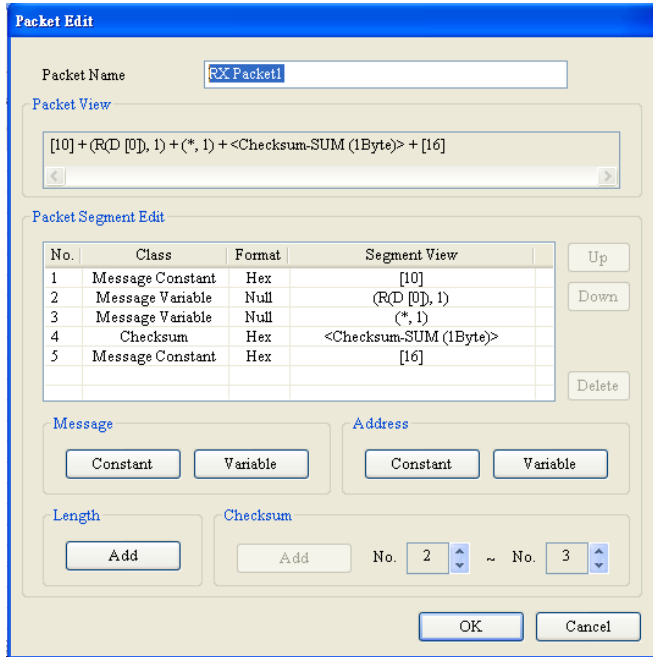 Packet Edit
Packet Name RX Packet1
Packet View
[10] + (R(D [0]), 1) + (*, 1) + <Checksum-SUM (1Byte)> + [16]
Packet Segment Edit
No. Class Format Segment View
1 Message Constant Hex [10]
2 Message Variable Null (R(D [0]), 1)
3 Message Variable Null (*, 1)
4 Checksum Hex <Checksum-SUM (1Byte)>
5 Message Constant Hex [16]
Up
Down
Delete
Message Address
Constant Variable Constant Variable
Length Checksum
Add Add No. 2 ~ No. 3
OK Cancel